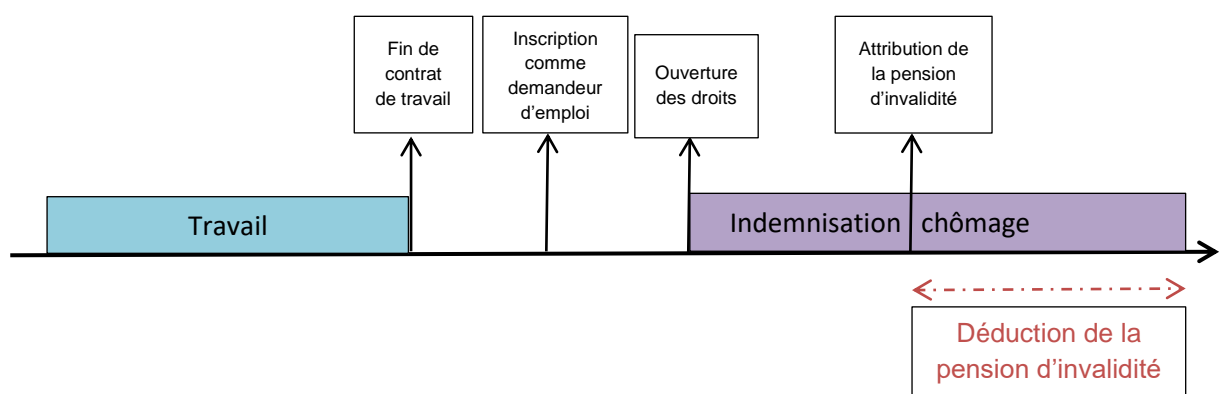 Fin de
contrat
de travail
Inscription
comme
demandeur
d'emploi
Ouverture
des droits
Attribution de
la pension
d'invalidité
Travail
Indemnisation chômage
Déduction de la
pension d'invalidité